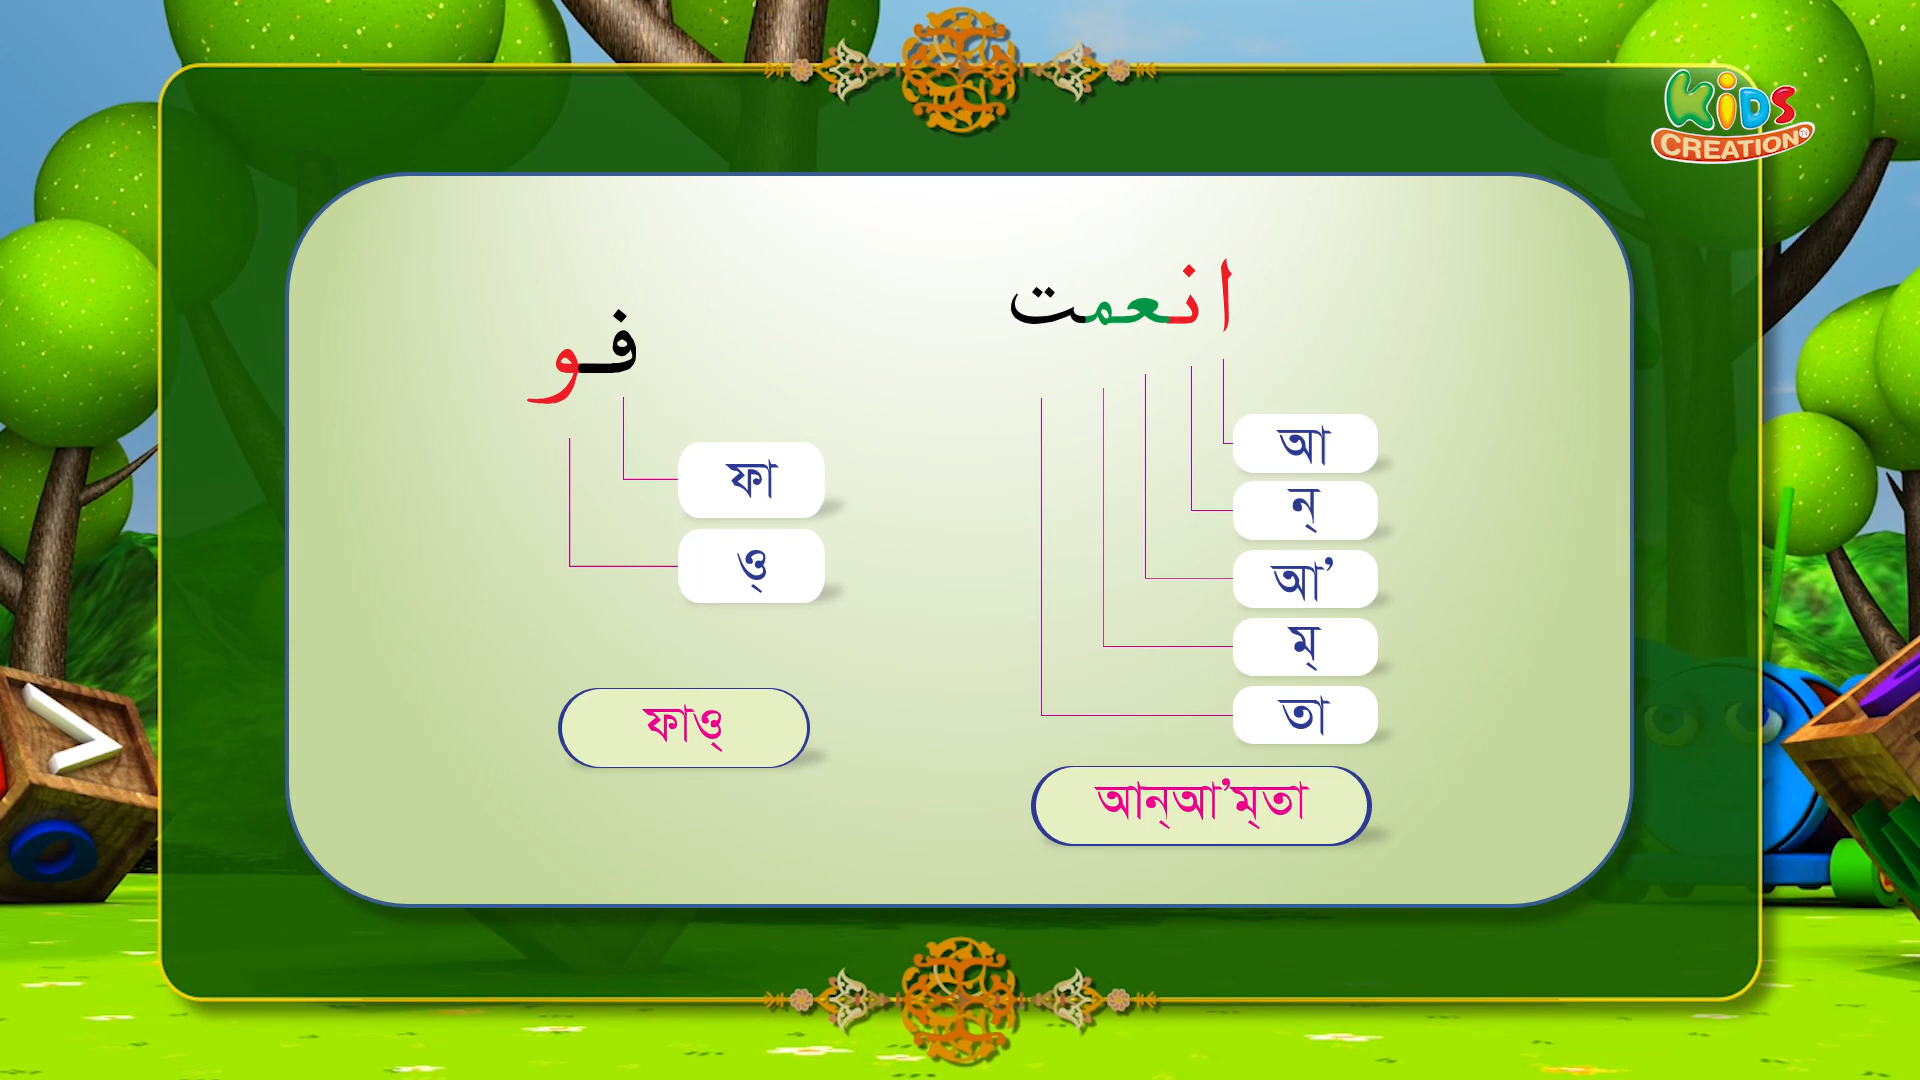 KiDS
CREATION
انعمت
আ
ন্
আ’
ম্
তা
আন্আ’ম্তা
فو
ফা
ও্
ফাও্